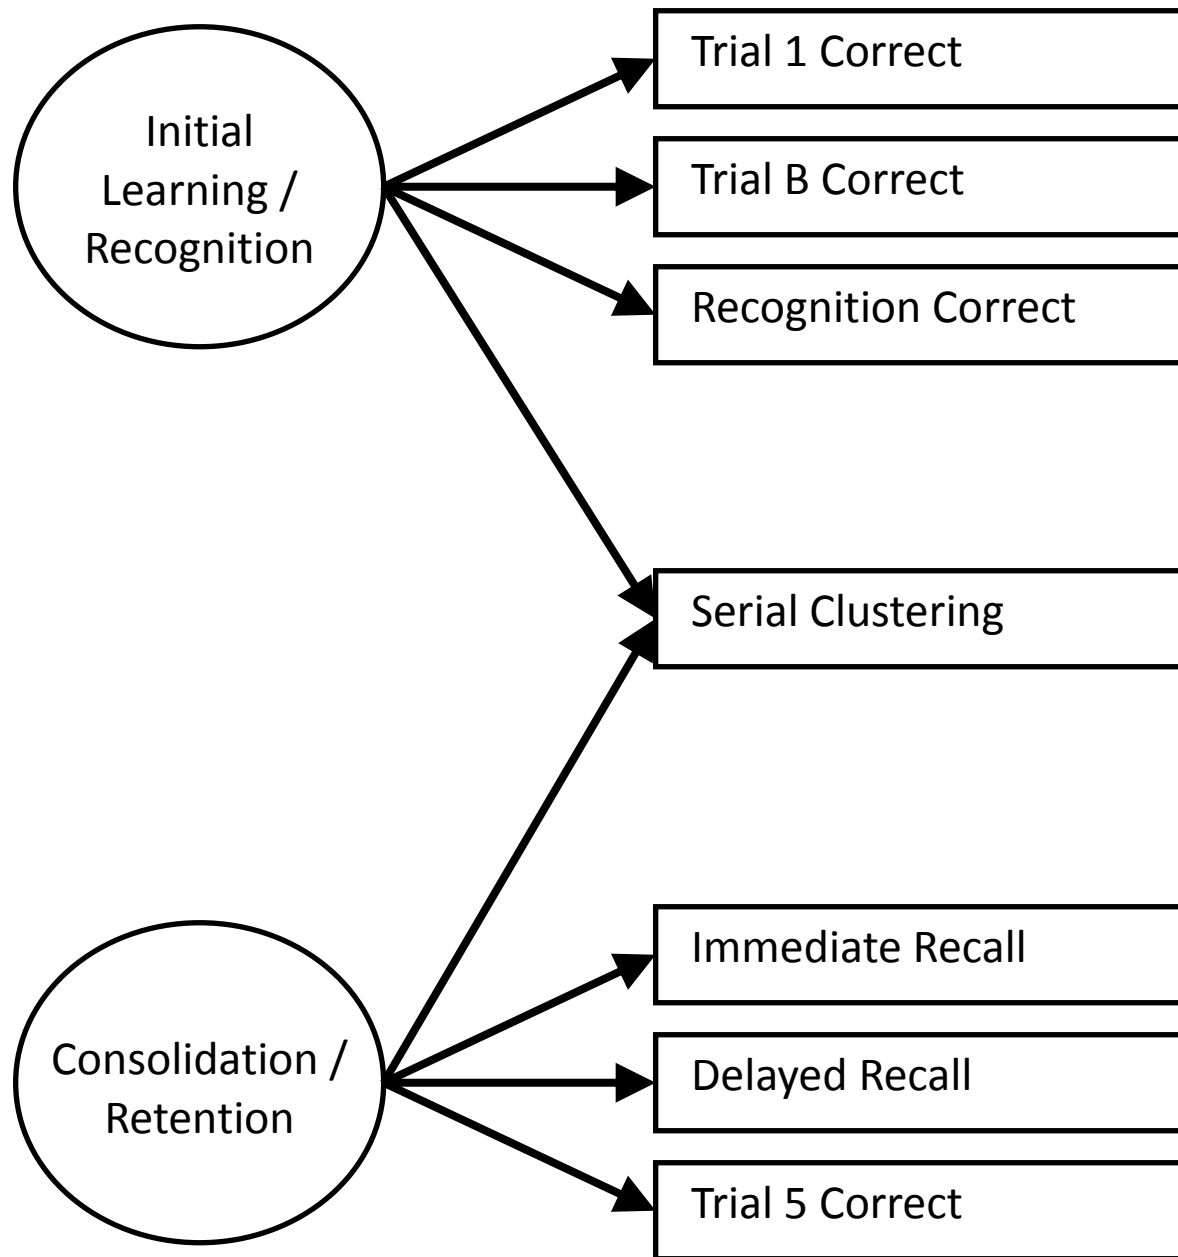 Initial
Learning /
Recognition
Trial 1 Correct
Trial B Correct
Recognition Correct
Serial Clustering
Consolidation /
Retention
Immediate Recall
Delayed Recall
Trial 5 Correct